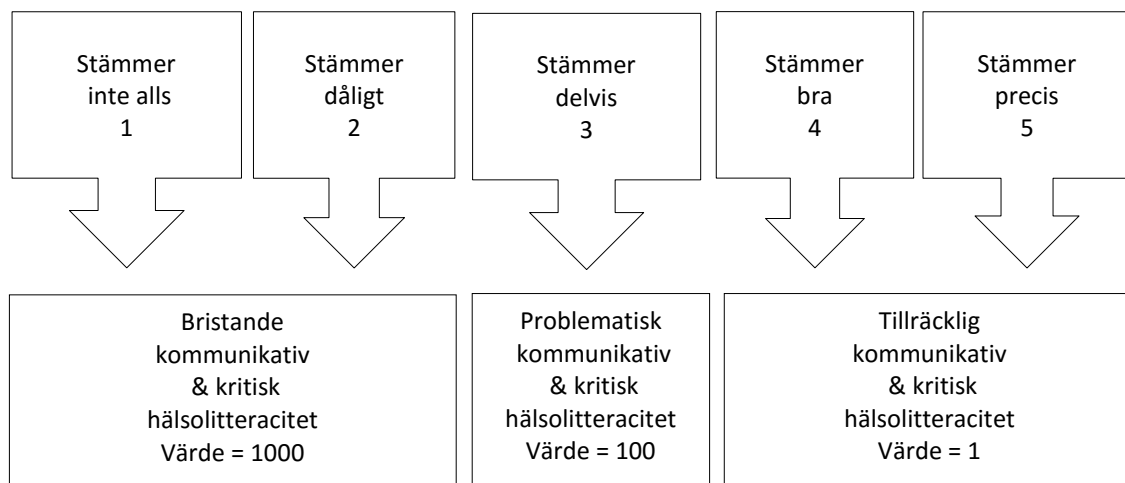 Stämmer
inte alls
1
Stämmer
dåligt
2
Stämmer
delvis
3
Stämmer
bra
4
Stämmer
precis
5
Bristande
kommunikativ
& kritisk
hälsolitteracitet
Värde = 1000
Problematisk
kommunikativ
& kritisk
hälsolitteracitet
Värde = 100
Tillräcklig
kommunikativ
& kritisk
hälsolitteracitet
Värde = 1